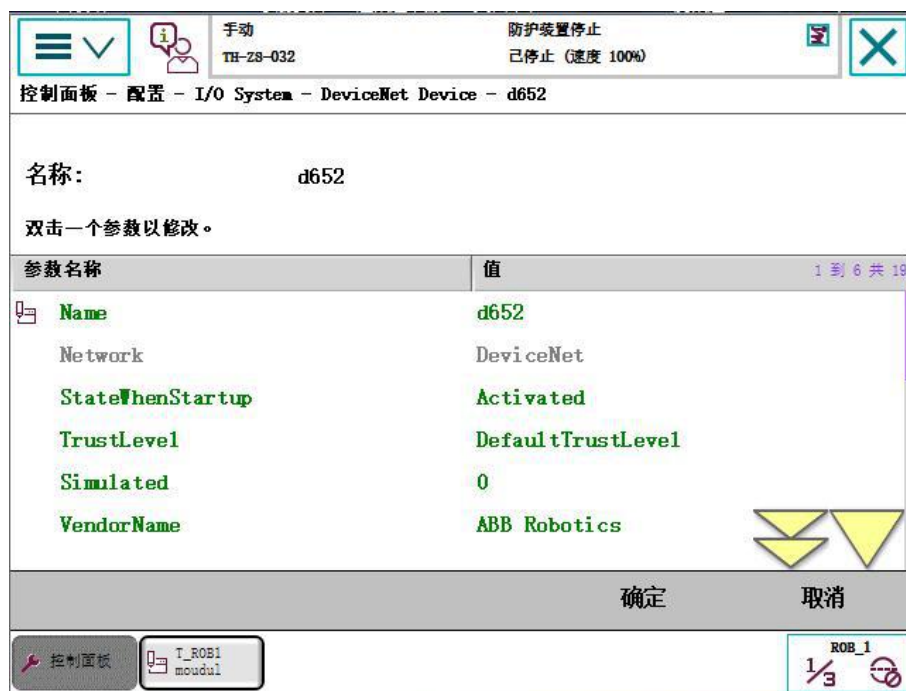 手动
防护装置停止
TH-ZS-032
已停止 (速度 100%)
控制面板 - 配置 - I/O System - DeviceNet Device - d652
名称: d652
双击一个参数以修改。
参数名称 值 1 到 6 共 19
Name d652
Network DeviceNet
StateWhenStartup Activated
TrustLevel DefaultTrustLevel
Simulated 0
VendorName ABB Robotics
确定 取消
控制面板
T_ROB1
moudul
ROB_1
1/3